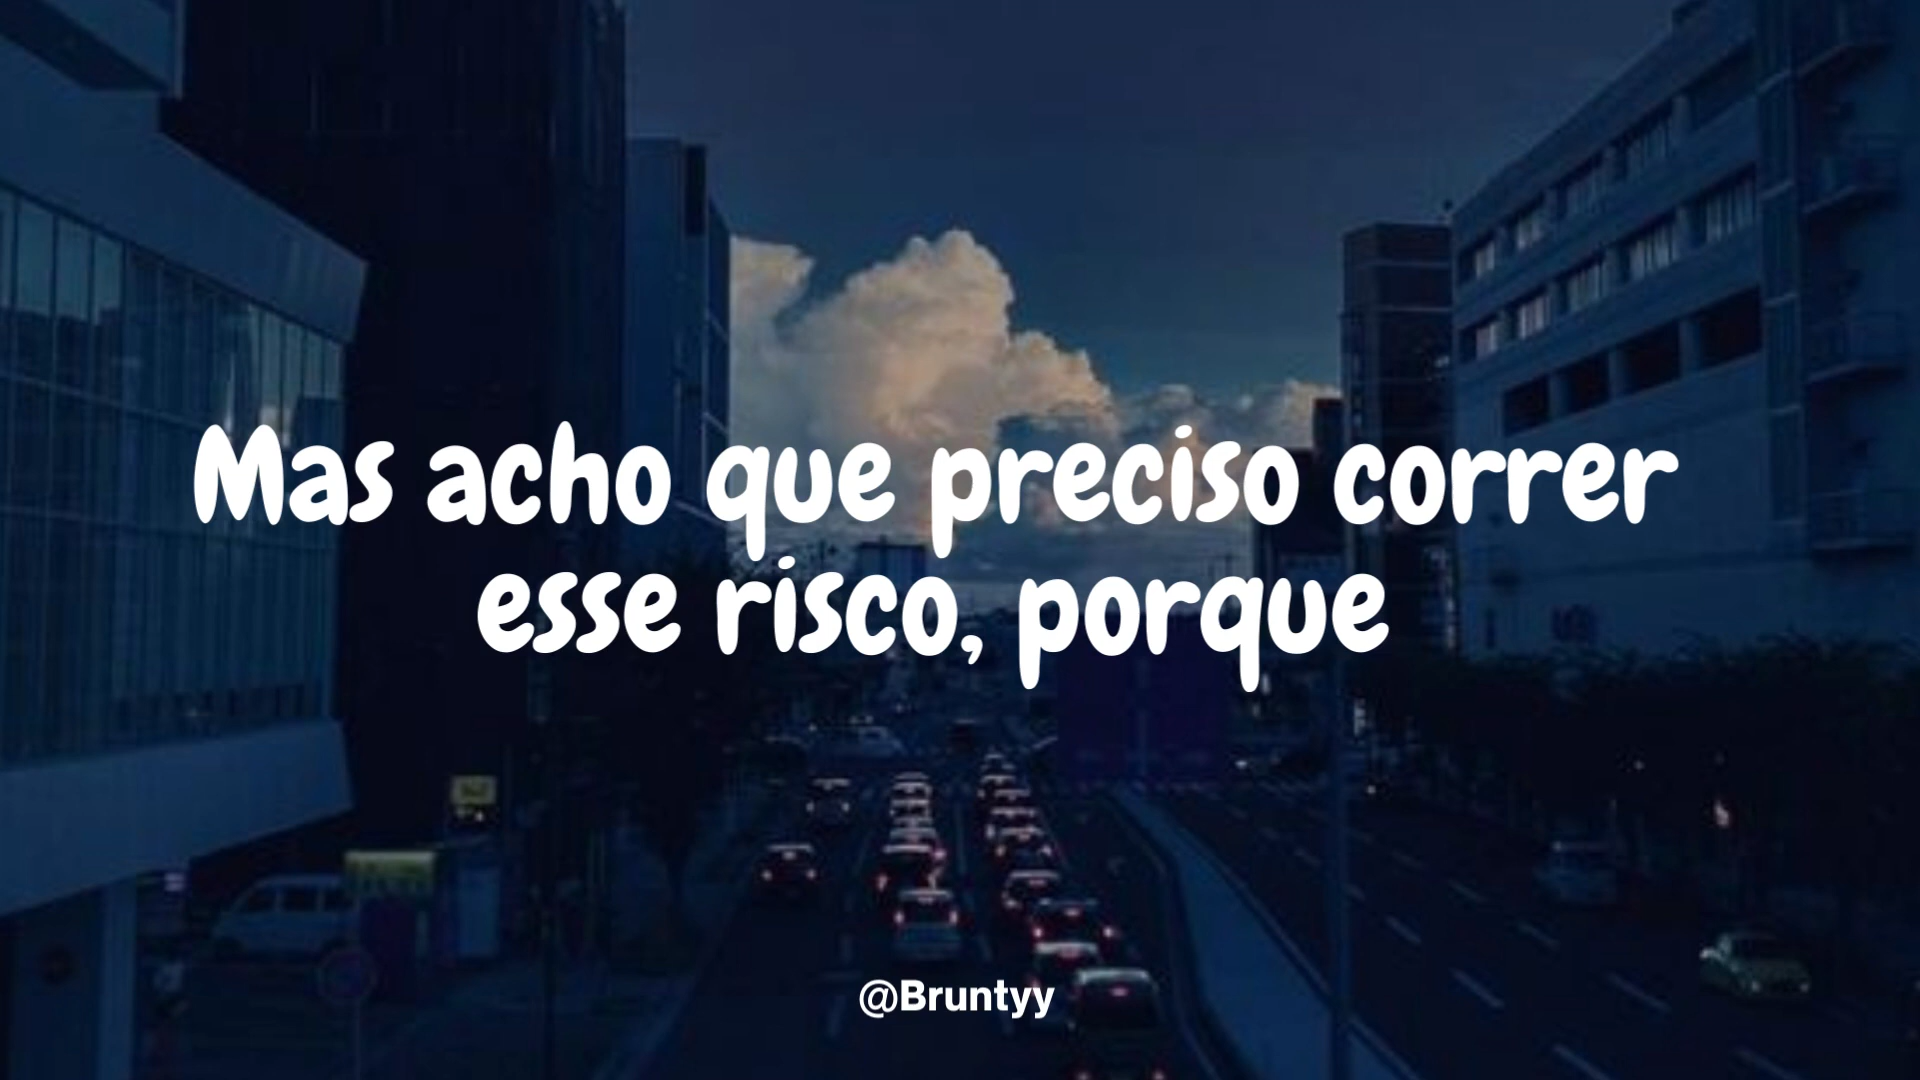 Mas acho que preciso correr
esse risco, porque
@Bruntyy